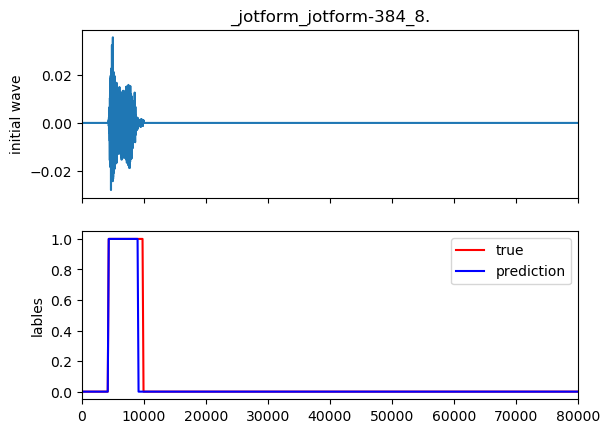 _jotform_jotform-384_8.
initial wave
0.02
0.00
−0.02
lables
1.0
0.8
0.6
0.4
0.2
0.0
true
prediction
0 10000 20000 30000 40000 50000 60000 70000 80000